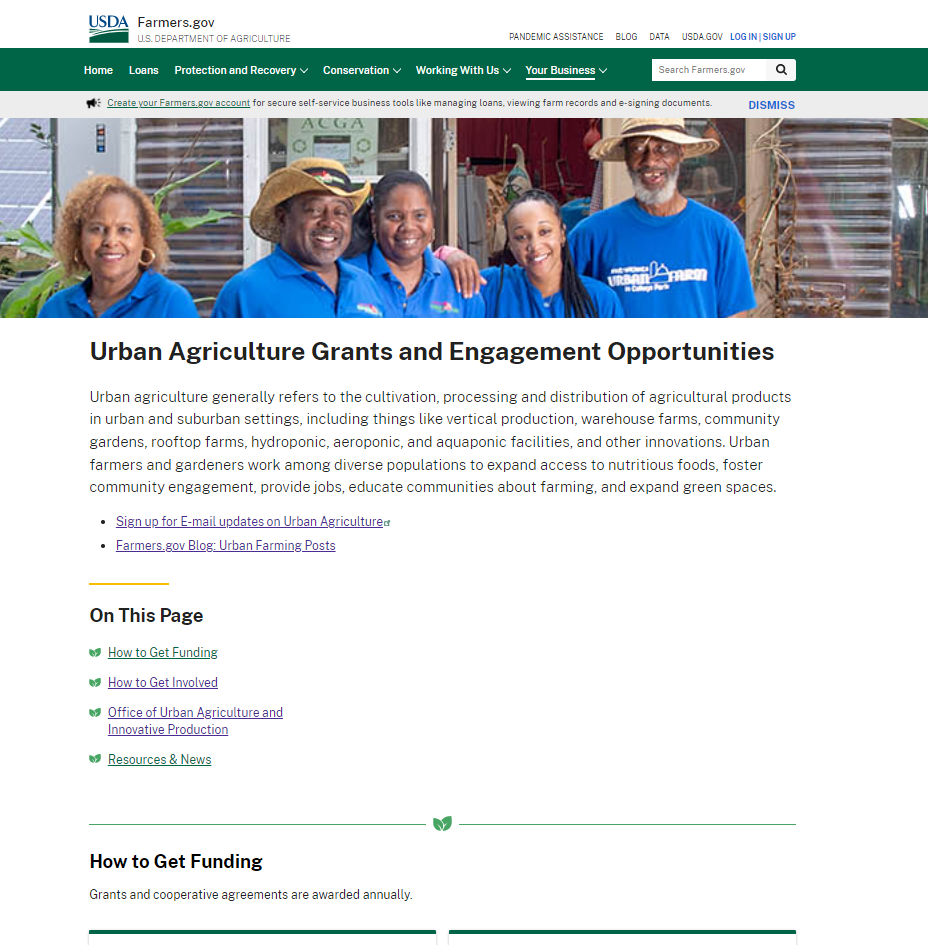 USDA
Farmers.gov
U.S. DEPARTMENT OF AGRICULTURE
PANDEMIC ASSISTANCE BLOG DATA USDA.GOV LOG IN | SIGN UP
Home Loans Protection and Recovery Conservation Working With Us Your Business Search Farmers.gov
Create your Farmers.gov account for secure self-service business tools like managing loans, viewing farm records and e-signing documents. DISMISS
ACGA
URBAN FARM
in College Park
Urban Agriculture Grants and Engagement Opportunities
Urban agriculture generally refers to the cultivation, processing and distribution of agricultural products
in urban and suburban settings, including things like vertical production, warehouse farms, community
gardens, rooftop farms, hydroponic, aeroponic, and aquaponic facilities, and other innovations. Urban
farmers and gardeners work among diverse populations to expand access to nutritious foods, foster
community engagement, provide jobs, educate communities about farming, and expand green spaces.
Sign up for E-mail updates on Urban Agriculture
Farmers.gov Blog: Urban Farming Posts
On This Page
How to Get Funding
How to Get Involved
Office of Urban Agriculture and
Innovative Production
Resources & News
How to Get Funding
Grants and cooperative agreements are awarded annually.